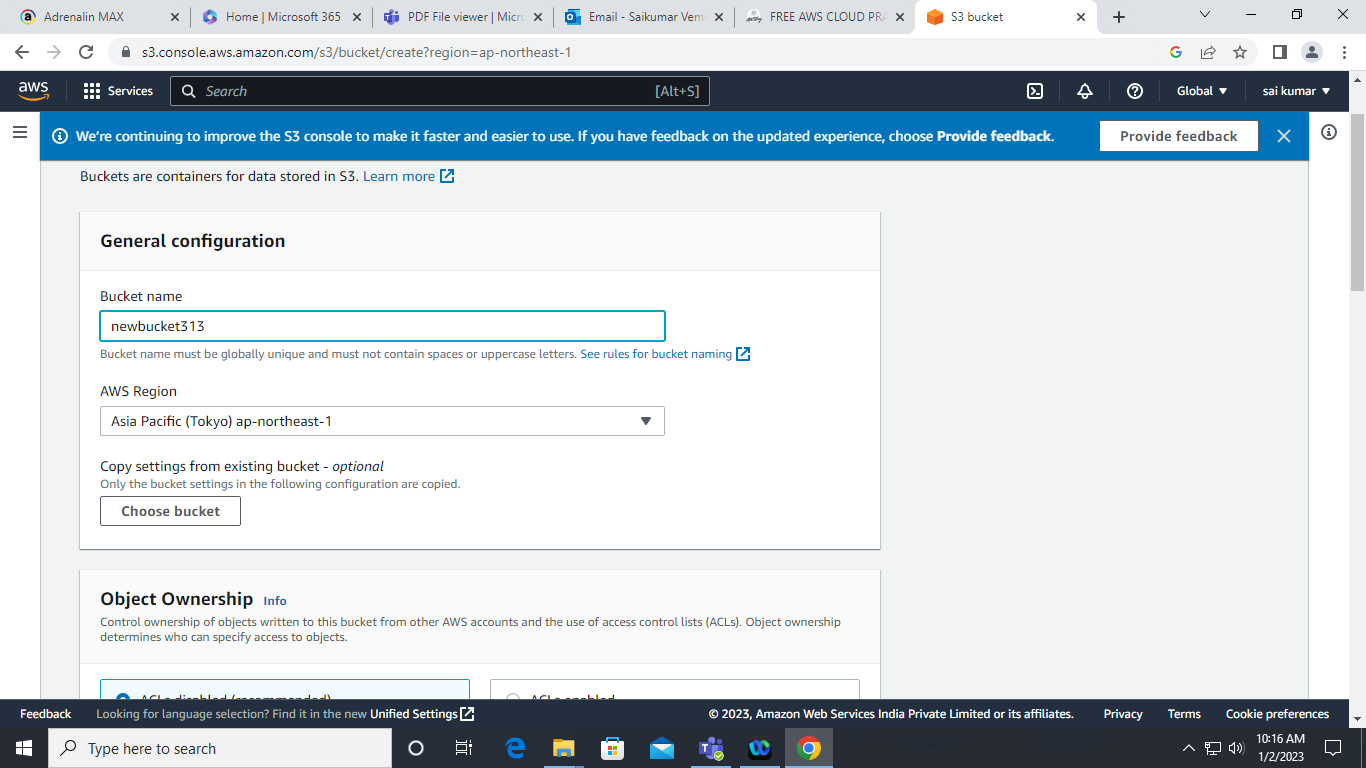 Adrenalin MAX
Home | Microsoft 365
PDF File viewer | Micro
Email - Saikumar Vem
FREE AWS CLOUD PRA
S3 bucket
s3.console.aws.amazon.com/s3/bucket/create?region=ap-northeast-1
aws
Services
Search
[Alt+S]
Global
sai kumar
We're continuing to improve the S3 console to make it faster and easier to use. If you have feedback on the updated experience, choose Provide feedback.
Provide feedback
Buckets are containers for data stored in S3. Learn more
General configuration
Bucket name
newbucket313
Bucket name must be globally unique and must not contain spaces or uppercase letters. See rules for bucket naming
AWS Region
Asia Pacific (Tokyo) ap-northeast-1
Copy settings from existing bucket - optional
Only the bucket settings in the following configuration are copied.
Choose bucket
Object Ownership Info
Control ownership of objects written to this bucket from other AWS accounts and the use of access control lists (ACLs). Object ownership
determines who can specify access to objects.
ACLs disabled (recommended)
ACLs enabled
Feedback
Looking for language selection? Find it in the new Unified Settings
© 2023, Amazon Web Services India Private Limited or its affiliates.
Privacy
Terms
Cookie preferences
Type here to search
10:16 AM
1/2/2023